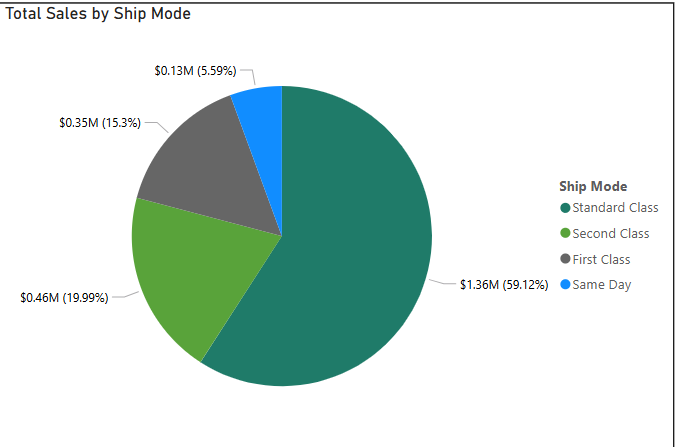 Total Sales by Ship Mode
$0.13M (5.59%)
$0.35M (15.3%)
$0.46M (19.99%)
$1.36M (59.12%)
Ship Mode
Standard Class
Second Class
First Class
Same Day